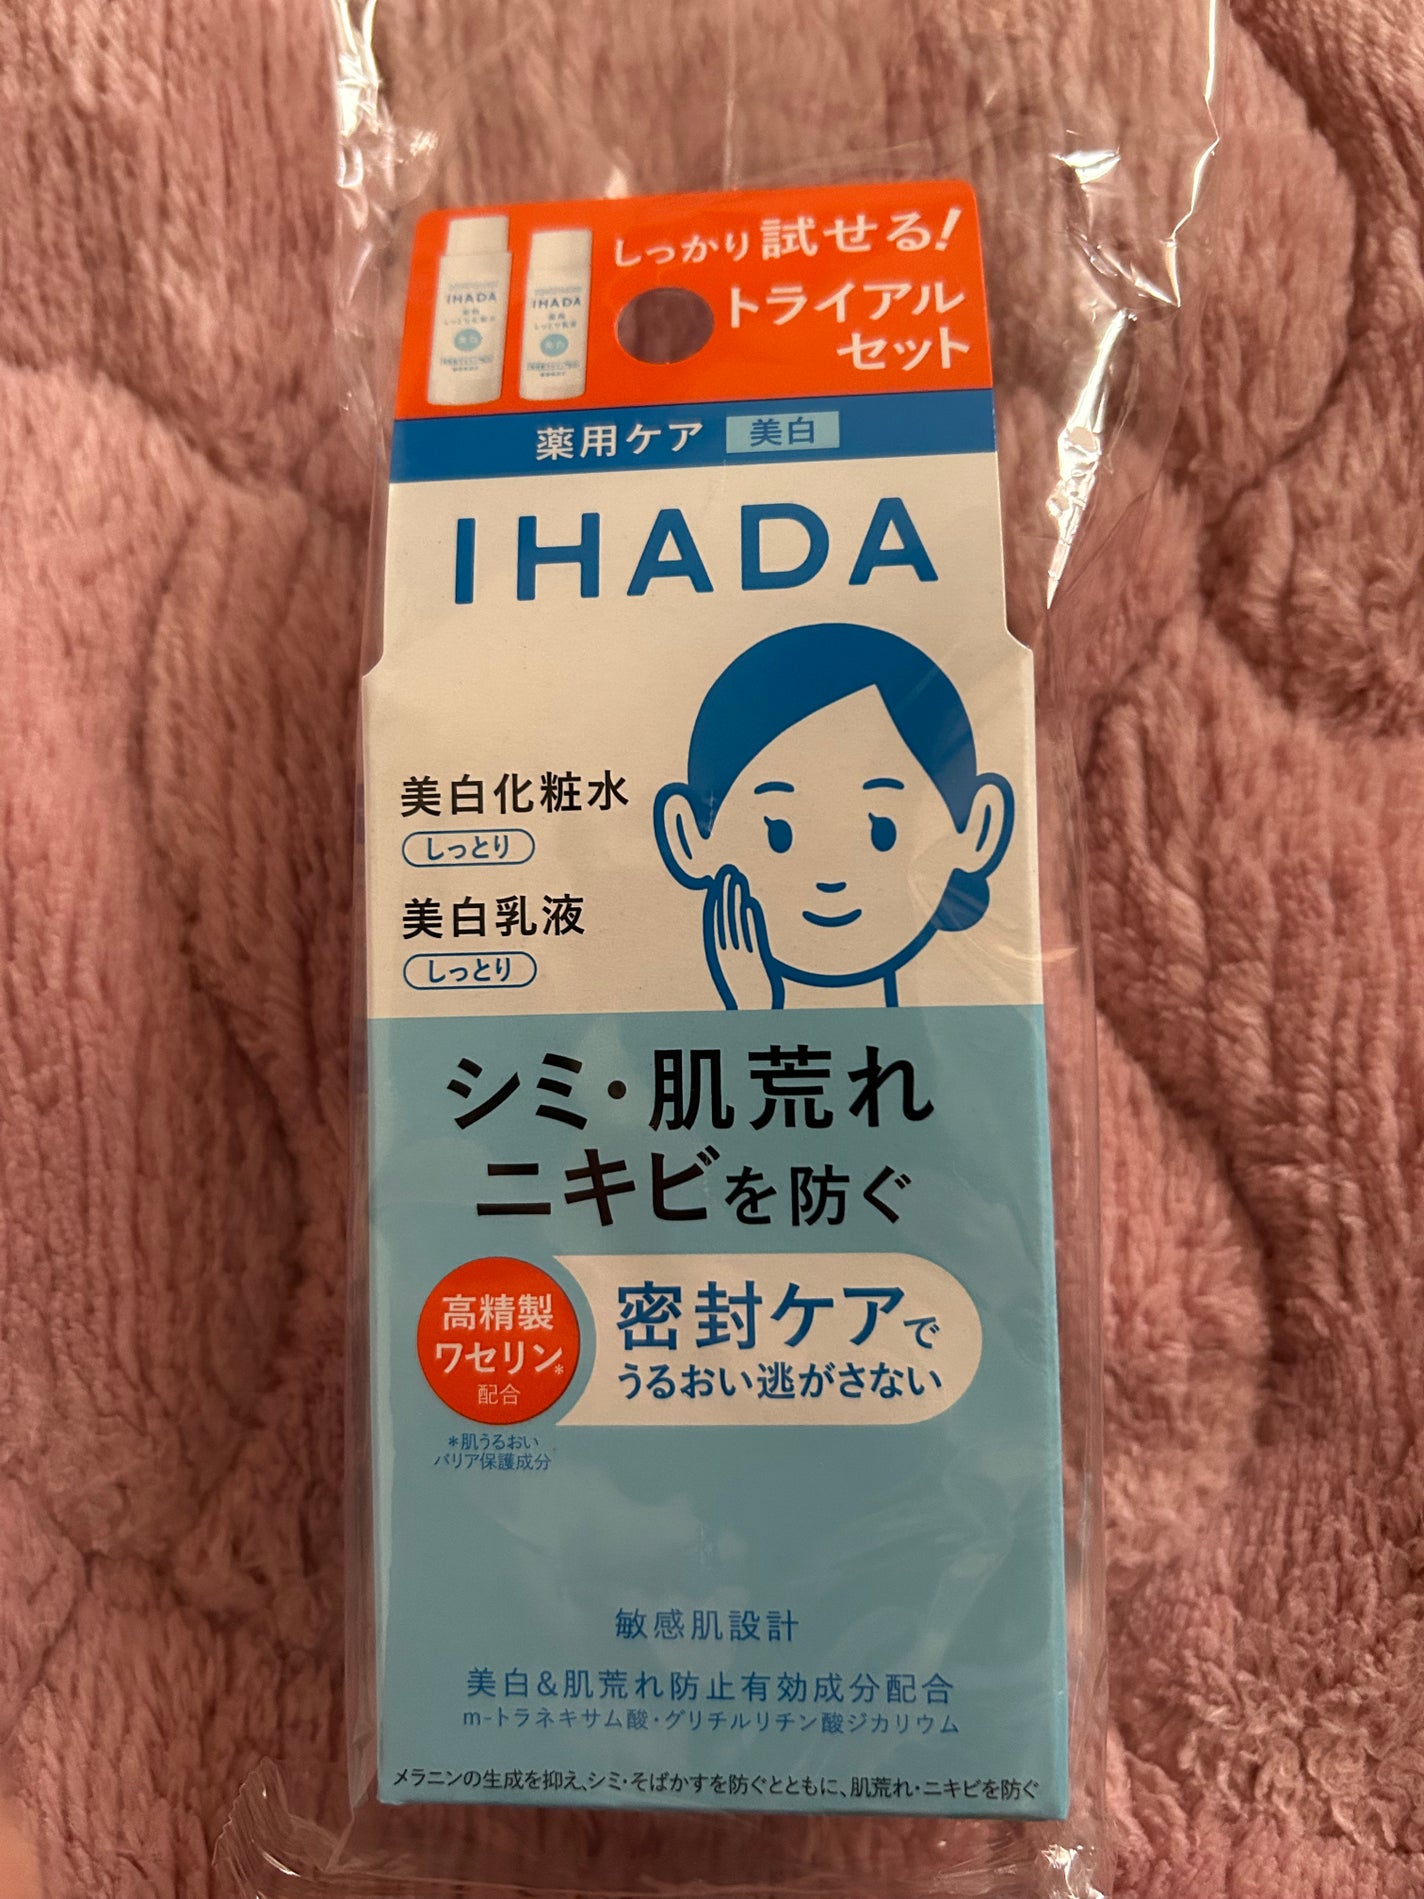 しっかり試せる!
トライアル
セット
IHADA
IHADA
薬用ケア 美白
IHADA
美白化粧水
しっとり
美白乳液
しっとり
シミ・肌荒れ
ニキビを防ぐ
高精製
ワセリン*
配合
密封ケアで
うるおい逃がさない
*肌うるおい
バリア保護成分
敏感肌設計
美白&肌荒れ防止有効成分配合
m-トラネキサム酸・グリチルリチン酸ジカリウム
メラニンの生成を抑え、シミ・そばかすを防ぐとともに、肌荒れ・ニキビを防ぐ